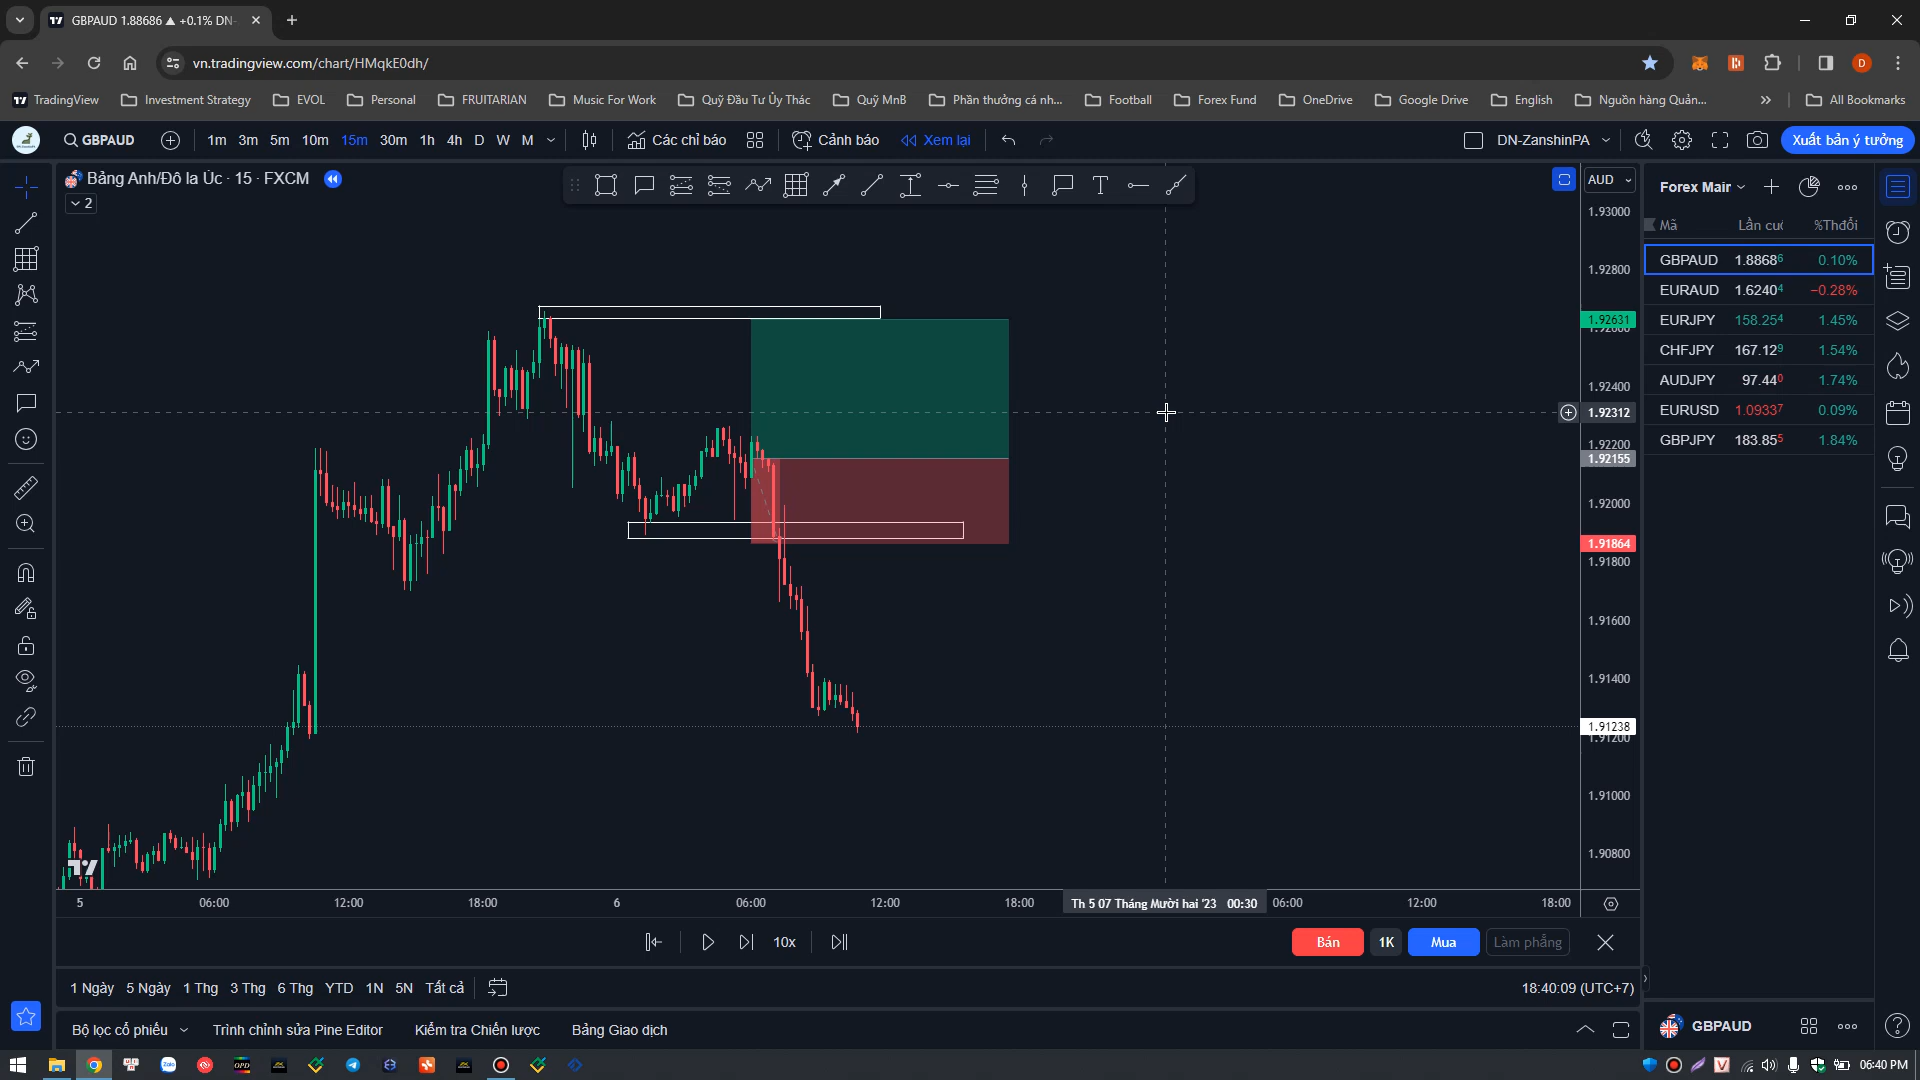 GBPAUD 1.88686 ▲ +0.1% DN-
vn.tradingview.com/chart/HMqkE0dh/
D
TradingView
Investment Strategy
EVOL
Personal
FRUITARIAN
Music For Work
Quỹ Đầu Tư Ủy Thác
Quỹ MnB
Phần thưởng cá nh...
Football
Forex Fund
OneDrive
Google Drive
English
Nguồn hàng Quản...
All Bookmarks
GBPAUD
1m 3m 5m 10m 15m 30m 1h 4h D W M
Các chỉ báo
Cảnh báo
Xem lại
DN-ZanshinPA
Xuất bản ý tưởng
Bảng Anh/Đô la Úc · 15 · FXCM
2
AUD
1.93000
1.92800
1.92631
1.92400
1.92312
1.92200
1.92155
1.92000
1.91864
1.91800
1.91600
1.91400
1.91238
1.91200
1.91000
1.90800
Forex Mair
Mã Lần cu %Thđổi
GBPAUD 1.88686 0.10%
EURAUD 1.62404 −0.28%
EURJPY 158.254 1.45%
CHFJPY 167.129 1.54%
AUDJPY 97.440 1.74%
EURUSD 1.09337 0.09%
GBPJPY 183.855 1.84%
5 06:00 12:00 18:00 6 06:00 12:00 18:00 Th 5 07 Tháng Mười hai '23 00:30 06:00 12:00 18:00
10x
Bán 1K Mua Làm phẳng
1 Ngày 5 Ngày 1 Thg 3 Thg 6 Thg YTD 1N 5N Tất cả
18:40:09 (UTC+7)
Bộ lọc cổ phiếu
Trình chỉnh sửa Pine Editor
Kiểm tra Chiến lược
Bảng Giao dịch
GBPAUD
Zalo
OPD
V
06:40 PM